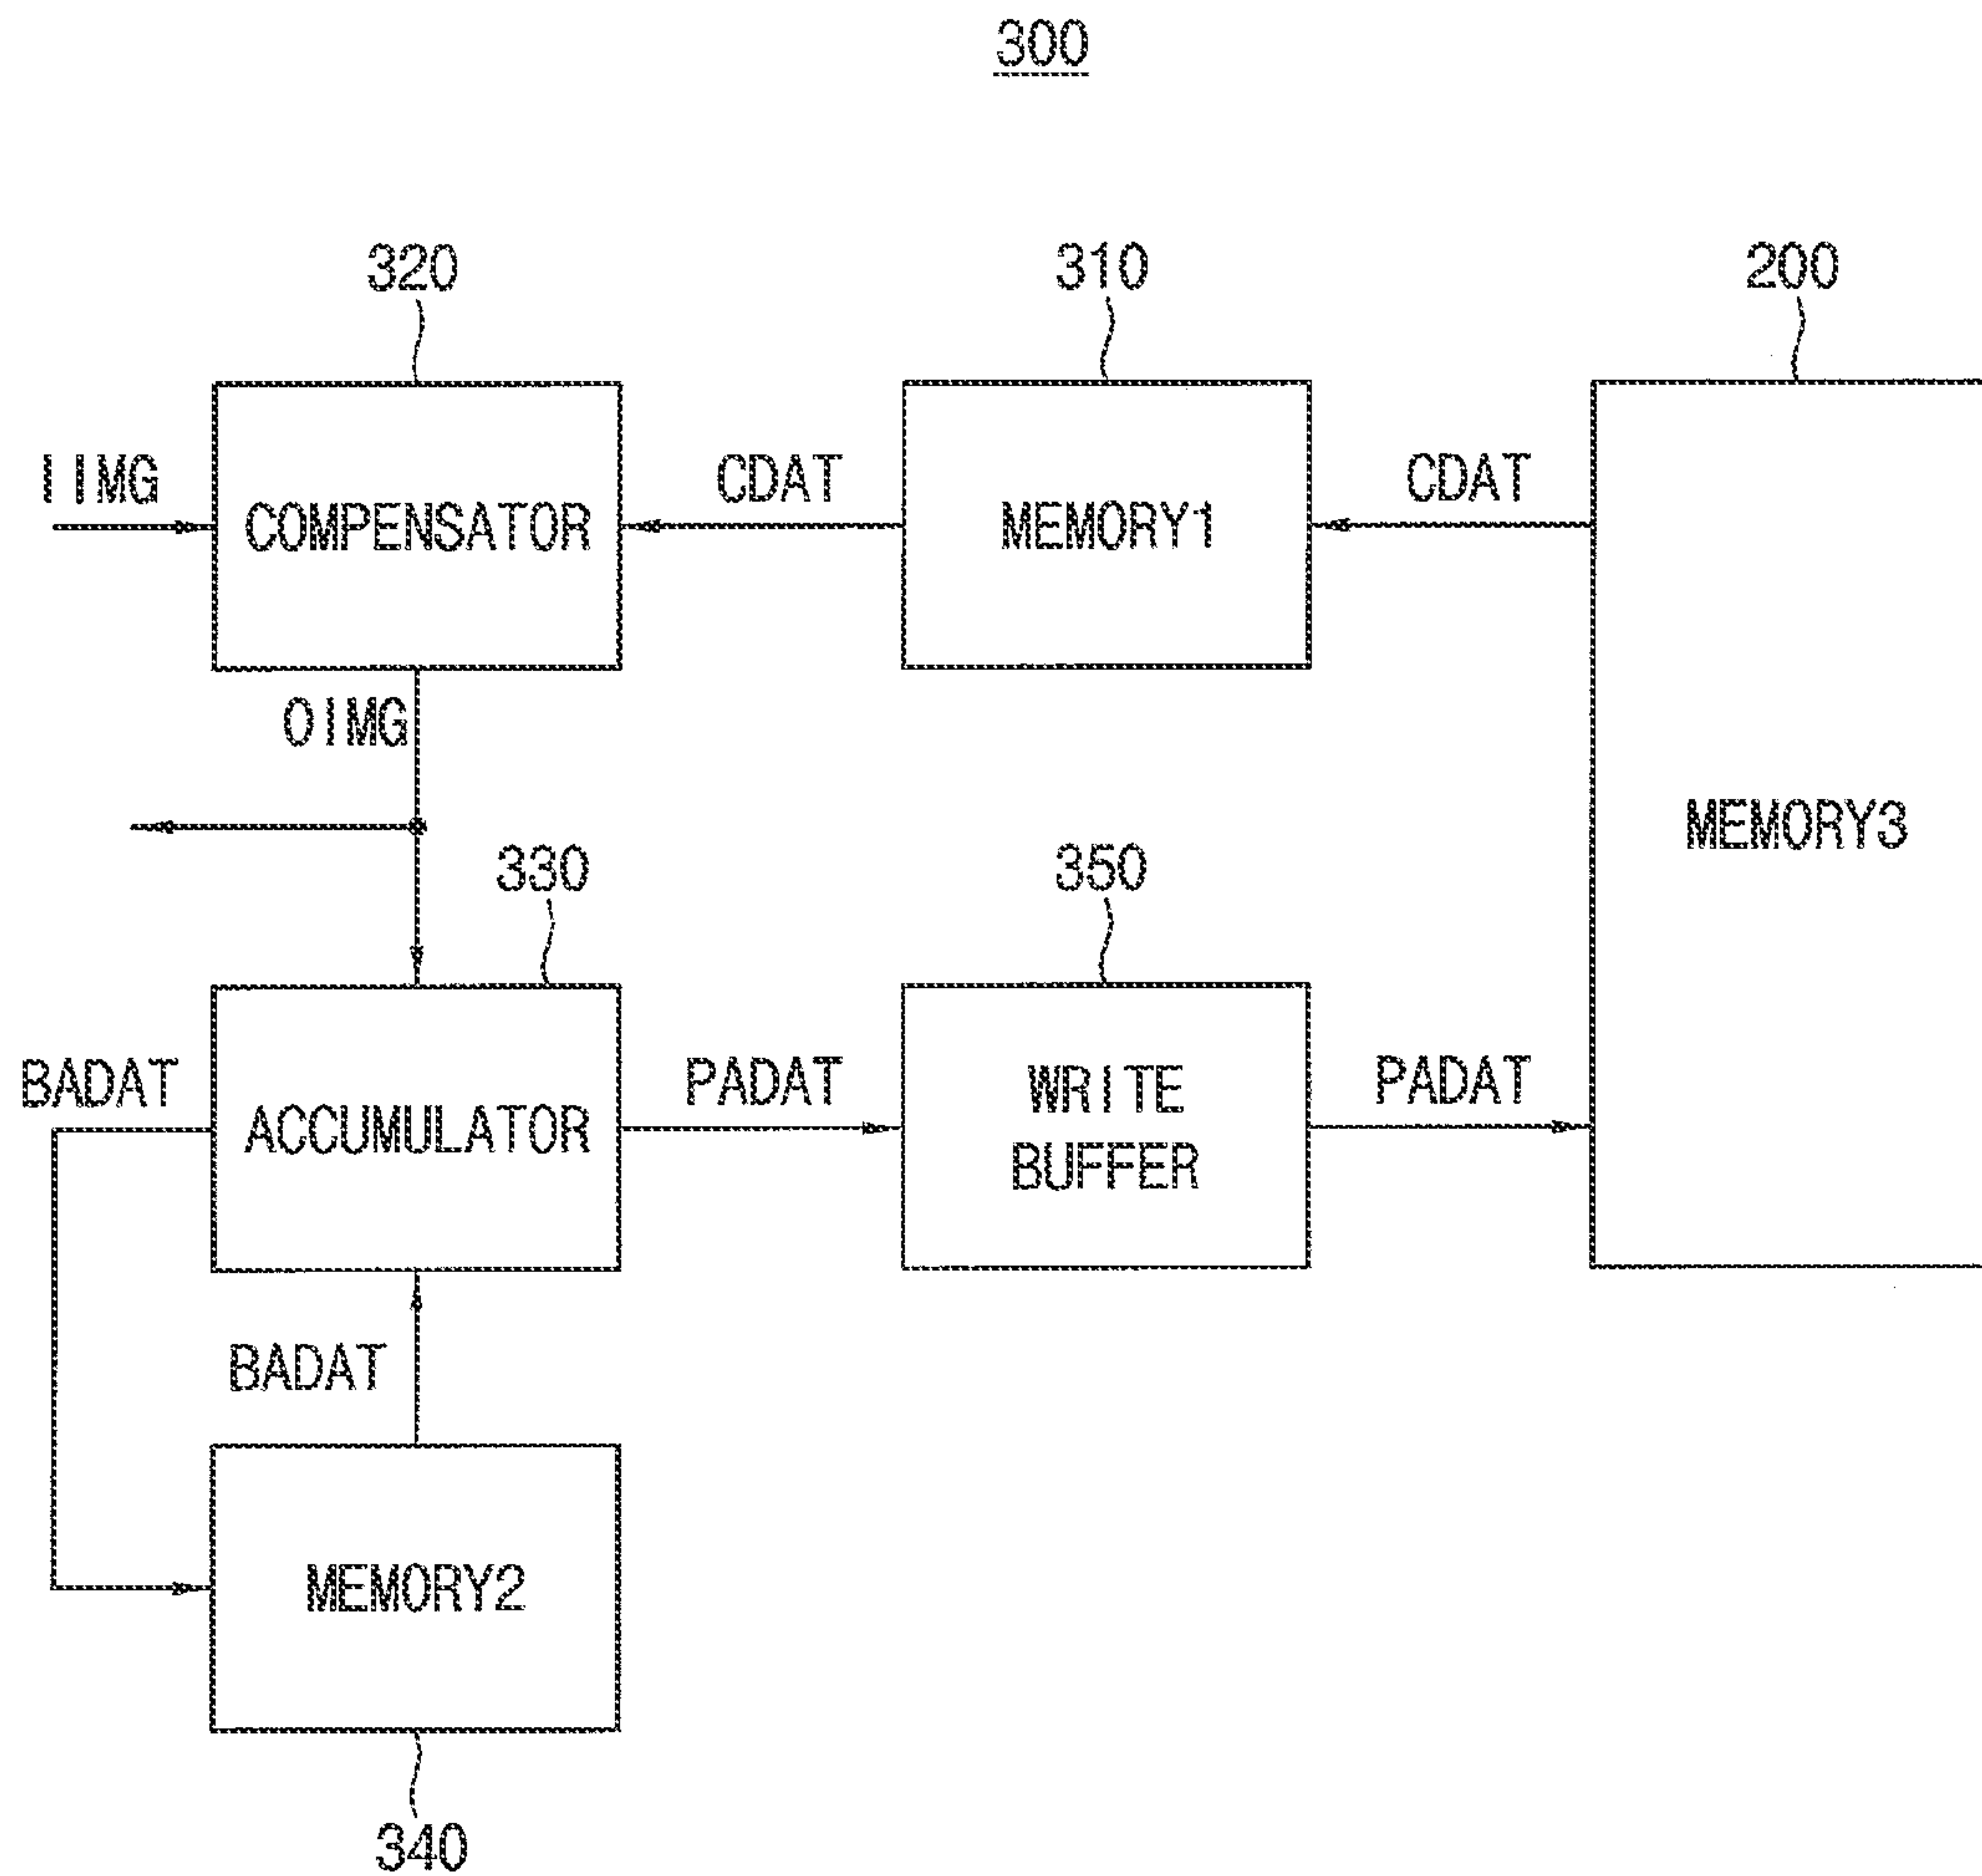 300
320
310
200
IIMG
CDAT
CDAT
COMPENSATOR
MEMORY1
OIMG
MEMORY3
330
350
BADAT
PADAT
PADAT
ACCUMULATOR
WRITE
BUFFER
BADAT
MEMORY2
340